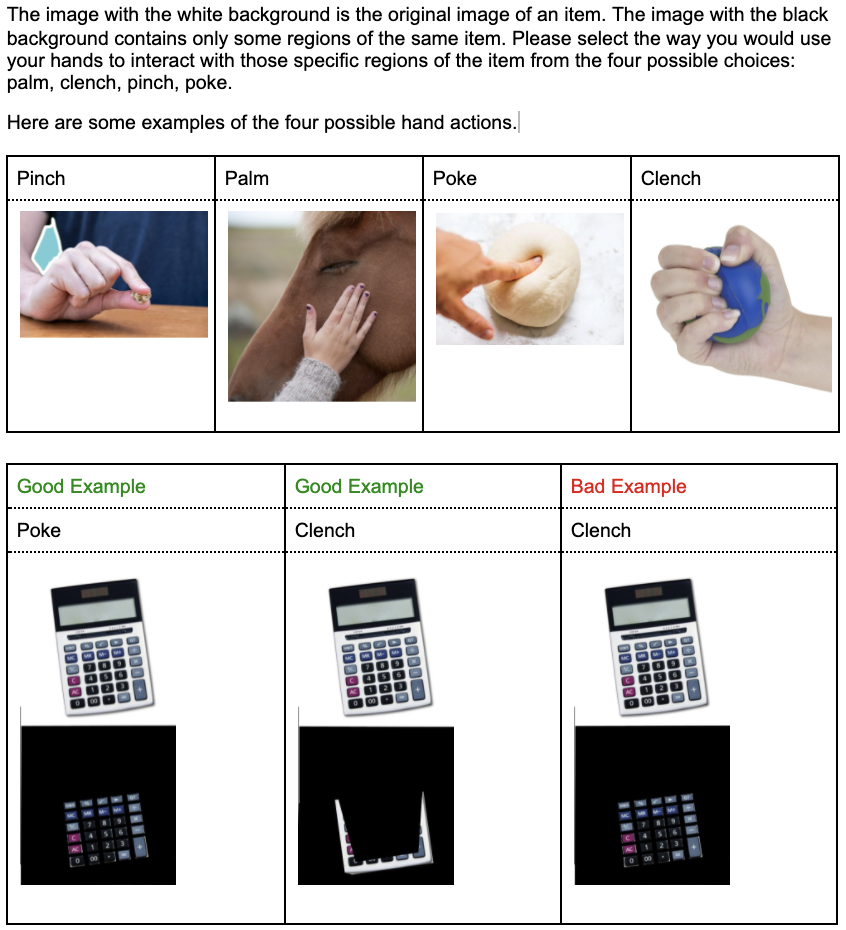 The image with the white background is the original image of an item. The image with the black
background contains only some regions of the same item. Please select the way you would use
your hands to interact with those specific regions of the item from the four possible choices:
palm, clench, pinch, poke.
Here are some examples of the four possible hand actions.
Pinch
Palm
Poke
Clench
Good Example
Good Example
Bad Example
Poke
Clench
Clench